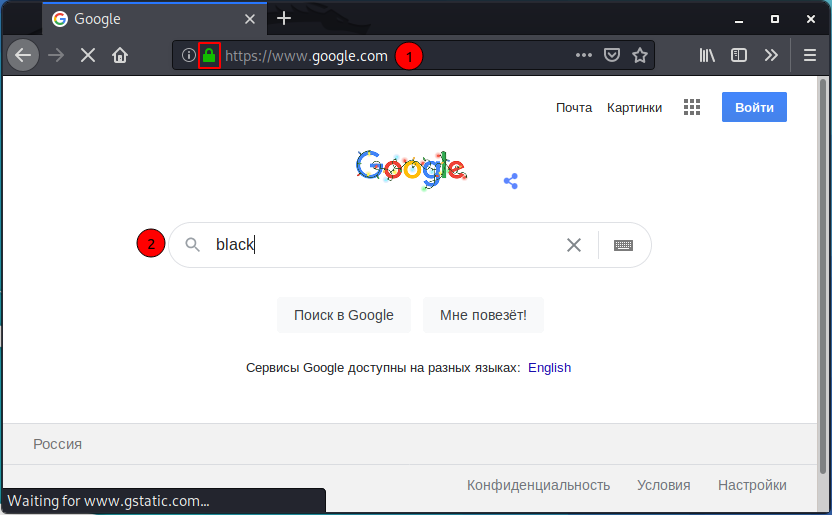 Google
https://www.google.com
1
Почта Картинки Войти
Google
2
black
Поиск в Google Мне повезёт!
Сервисы Google доступны на разных языках: English
Россия
Конфиденциальность Условия Настройки
Waiting for www.gstatic.com...